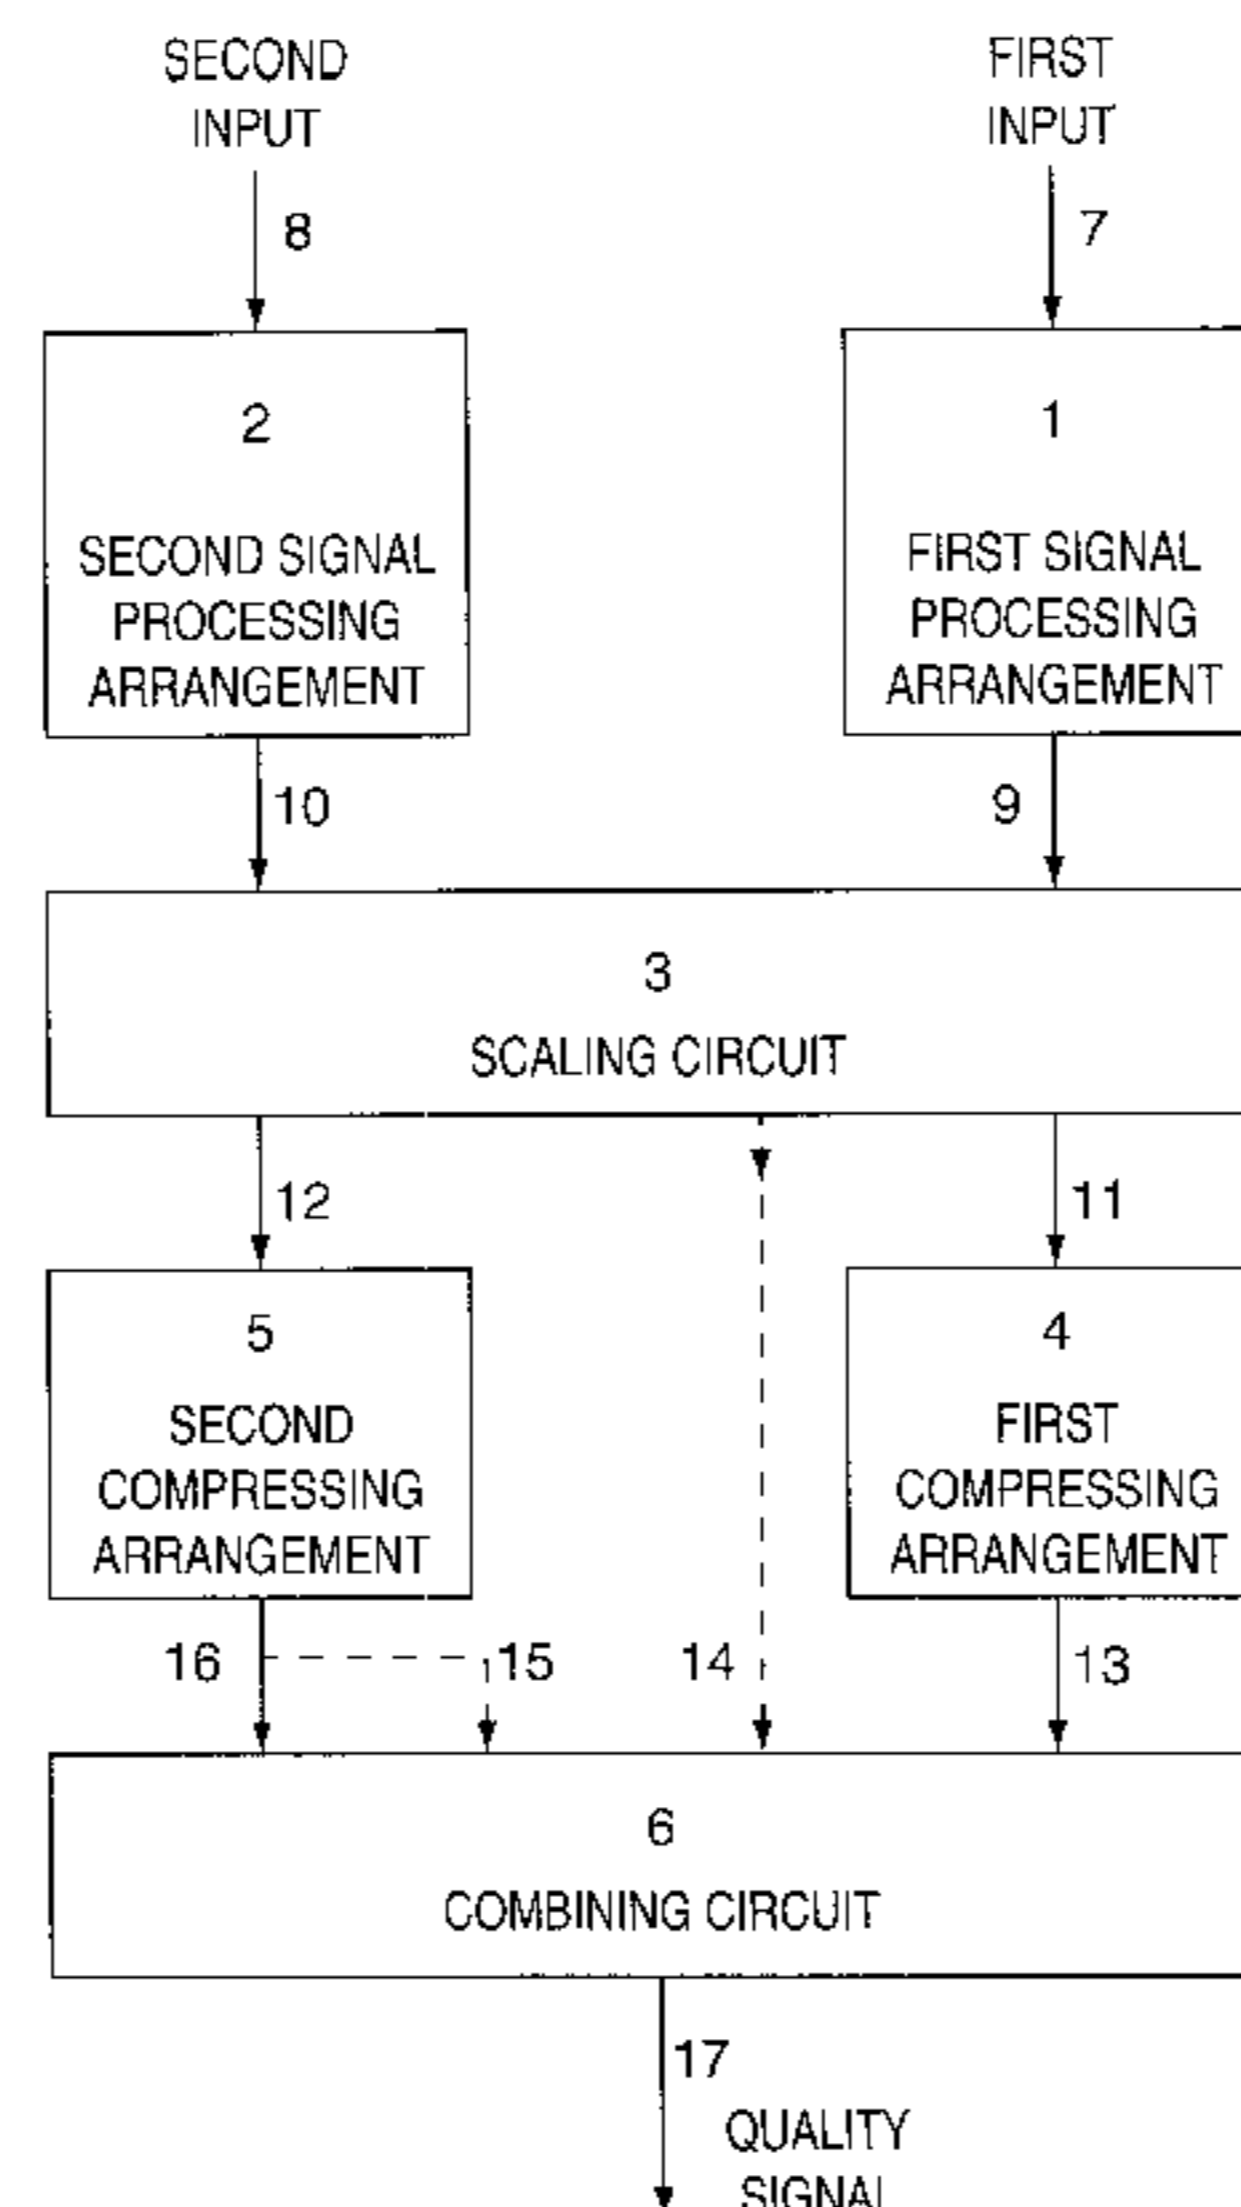 SECOND
INPUT
FIRST
INPUT
8
7
2
SECOND SIGNAL
PROCESSING
ARRANGEMENT
1
FIRST SIGNAL
PROCESSING
ARRANGEMENT
10
9
3
SCALING CIRCUIT
12
11
5
SECOND
COMPRESSING
ARRANGEMENT
4
FIRST
COMPRESSING
ARRANGEMENT
16
15
14
13
6
COMBINING CIRCUIT
17
QUALITY
SIGNAL